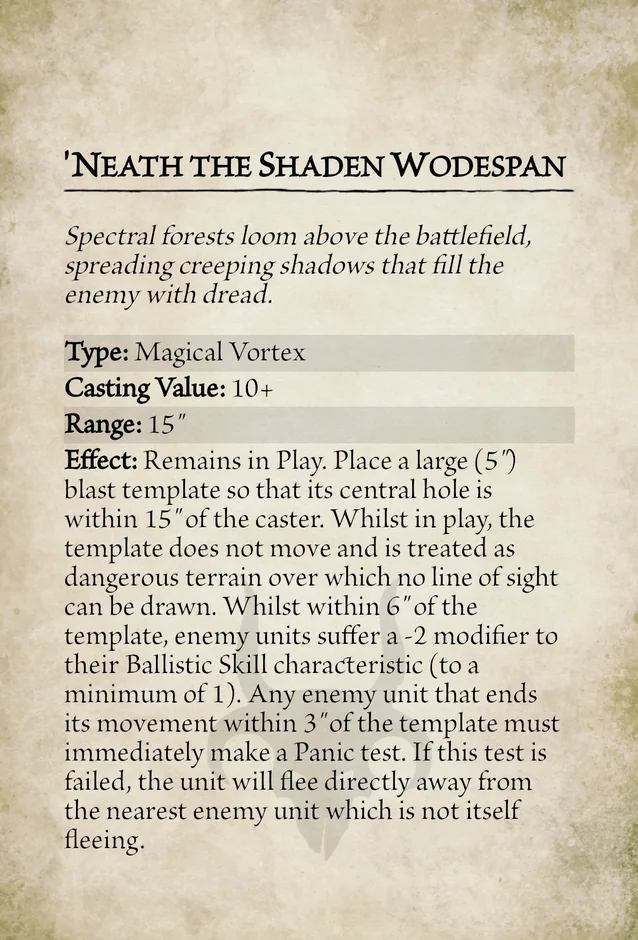 'Neath the Shaden Wodespan
Spectral forests loom above the battlefield,
spreading creeping shadows that fill the
enemy with dread.
Type: Magical Vortex
Casting Value: 10+
Range: 15"
Effect: Remains in Play. Place a large (5")
blast template so that its central hole is
within 15" of the caster. Whilst in play, the
template does not move and is treated as
dangerous terrain over which no line of sight
can be drawn. Whilst within 6" of the
template, enemy units suffer a -2 modifier to
their Ballistic Skill characteristic (to a
minimum of 1). Any enemy unit that ends
its movement within 3" of the template must
immediately make a Panic test. If this test is
failed, the unit will flee directly away from
the nearest enemy unit which is not itself
fleeing.